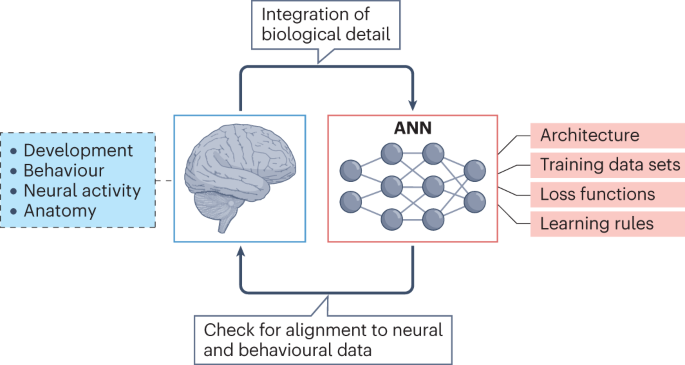 Integration of
biological detail
Development
Behaviour
Neural activity
Anatomy
ANN
Architecture
Training data sets
Loss functions
Learning rules
Check for alignment to neural
and behavioural data